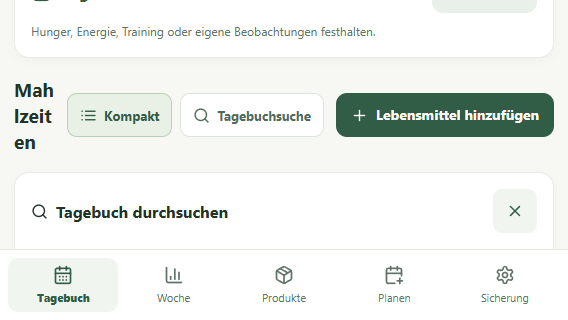 Hunger, Energie, Training oder eigene Beobachtungen festhalten.
Mah
lzeit
en
Kompakt
Tagebuchsuche
Lebensmittel hinzufügen
Tagebuch durchsuchen
Tagebuch
Woche
Produkte
Planen
Sicherung